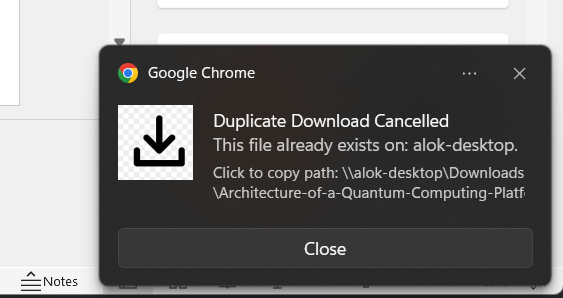 Google Chrome
Duplicate Download Cancelled
This file already exists on: alok-desktop.
Click to copy path: \\alok-desktop\Downloads
\Architecture-of-a-Quantum-Computing-Platf
Close
Notes